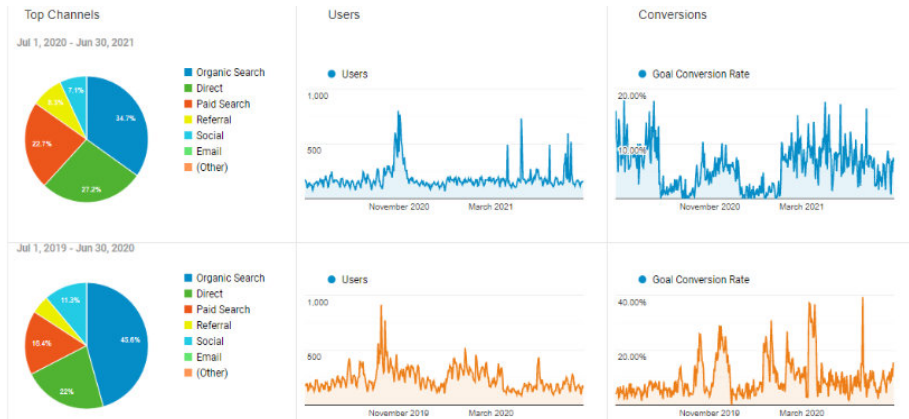 Top Channels
Users
Conversions
Jul 1, 2020 - Jun 30, 2021
34.7%
27.2%
22.7%
7.1%
Organic Search
Direct
Paid Search
Referral
Social
Email
(Other)
Users
1,000
500
November 2020
March 2021
Goal Conversion Rate
20.00%
10.00%
November 2020
March 2021
Jul 1, 2019 - Jun 30, 2020
45.6%
22%
11.3%
Organic Search
Direct
Paid Search
Referral
Social
Email
(Other)
Users
1,000
500
November 2019
March 2020
Goal Conversion Rate
40.00%
20.00%
November 2019
March 2020